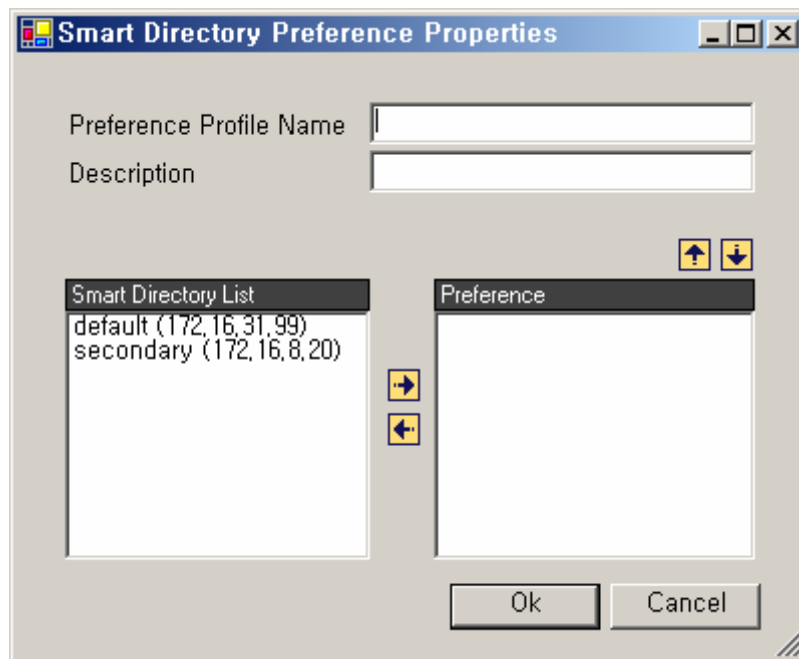 Smart Directory Preference Properties
Preference Profile Name
Description
Smart Directory List
default (172,16,31,99)
secondary (172,16,8,20)
Preference
Ok
Cancel